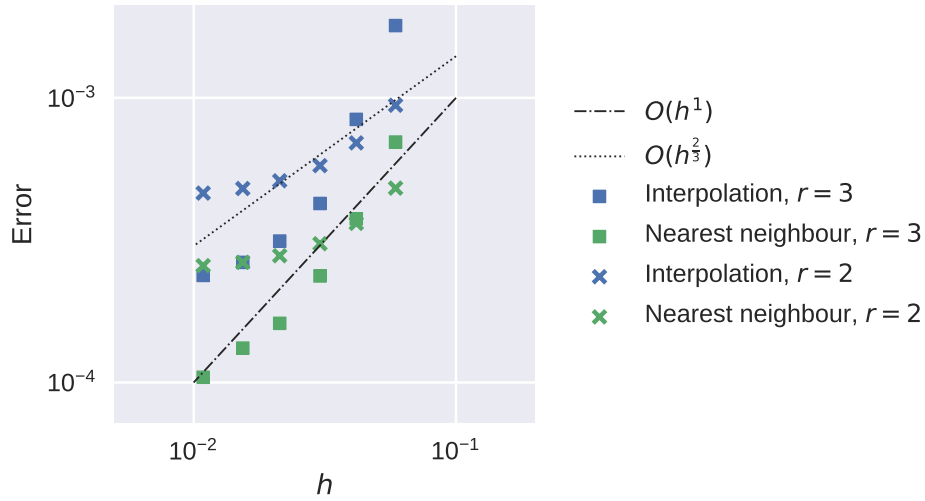 Error
10⁻³
10⁻⁴
10⁻²
10⁻¹
h
O(h¹)
O(h^{2/3})
Interpolation, r = 3
Nearest neighbour, r = 3
Interpolation, r = 2
Nearest neighbour, r = 2